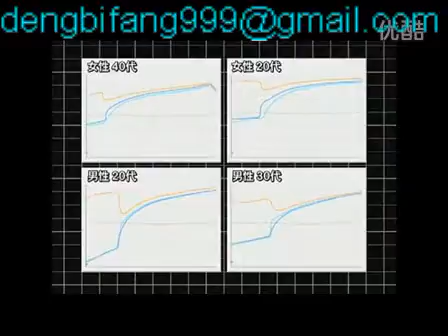 dengbifang999@gmail.com
优酷
女性 40代
女性 20代
男性 20代
男性 30代